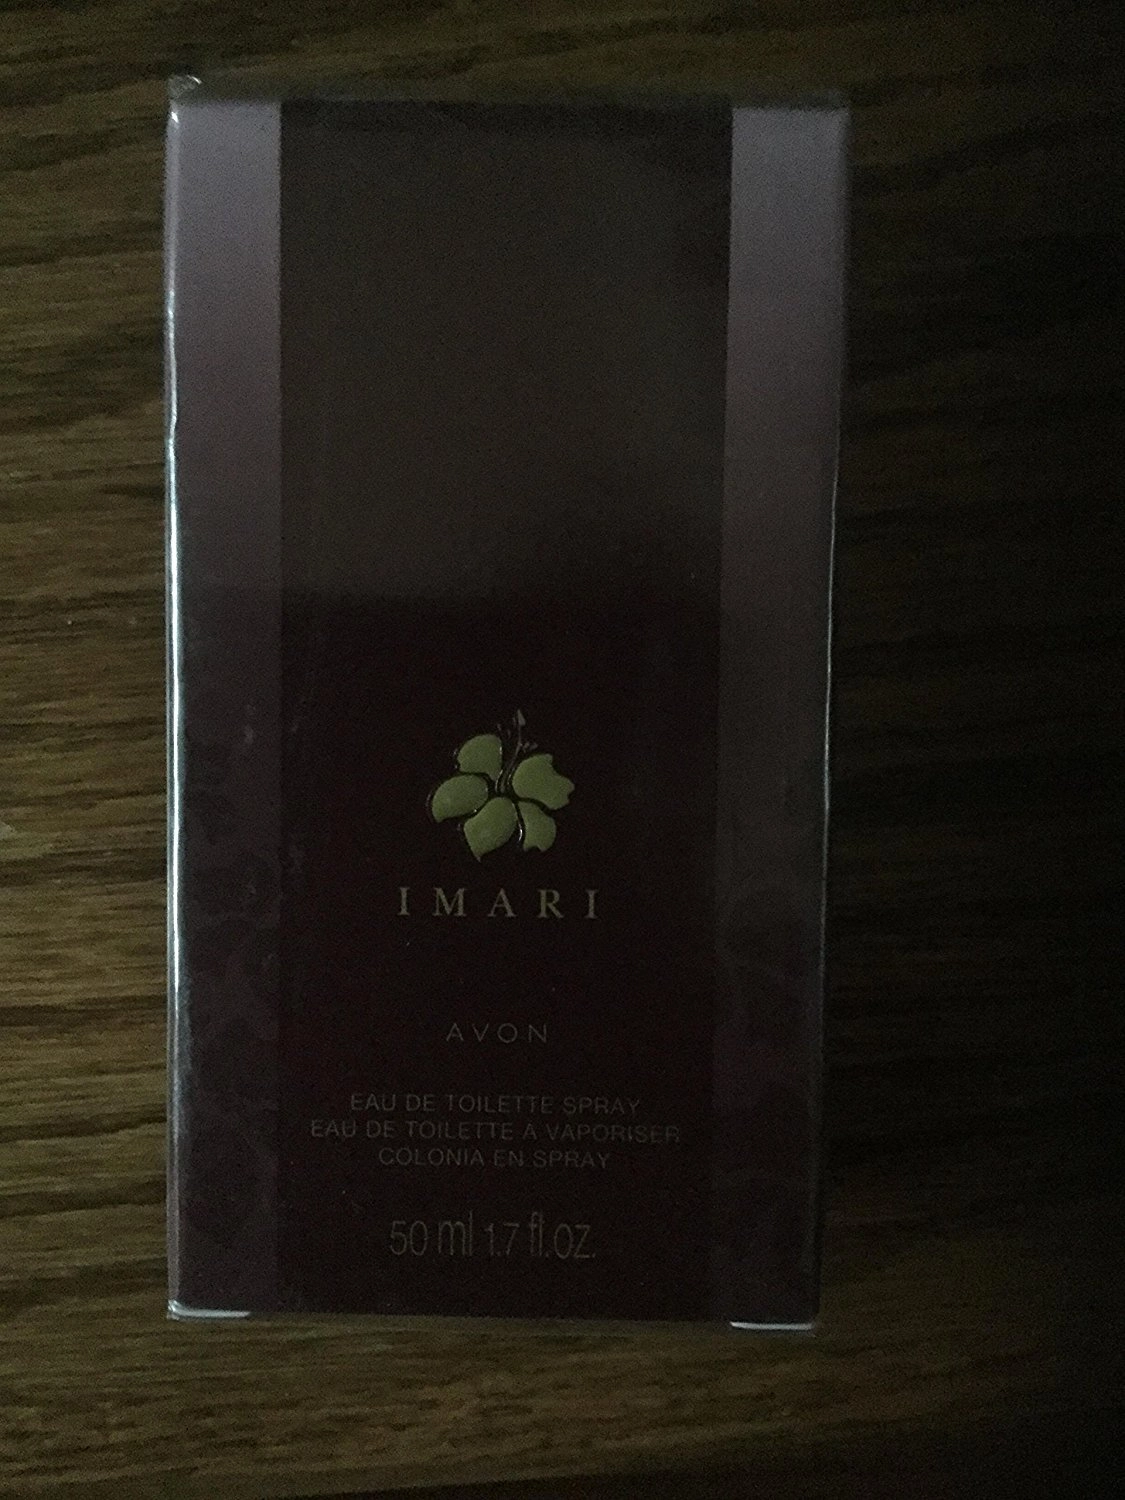 IMARI
AVON
EAU DE TOILETTE SPRAY
EAU DE TOILETTE A VAPORISER
COLONIA EN SPRAY
50 ml 1.7 fl.oz.